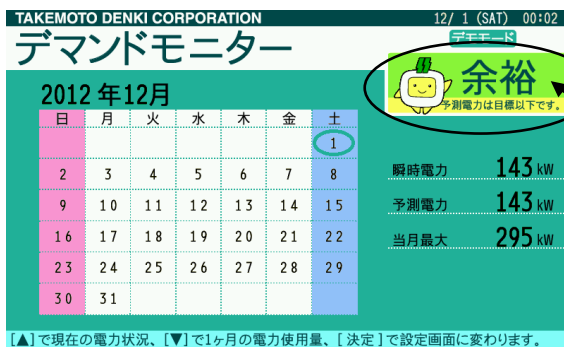 TAKEMOTO DENKI CORPORATION 12/ 1 (SAT) 00:02
デマンドモニター
デモモード
余裕
予測電力は目標以下です。
2012 年 12月
日 月 火 水 木 金 土
1
2 3 4 5 6 7 8
9 10 11 12 13 14 15
16 17 18 19 20 21 22
23 24 25 26 27 28 29
30 31
瞬時電力 143 kW
予測電力 143 kW
当月最大 295 kW
[▲]で現在の電力状況、[▼]で1ヶ月の電力使用量、[決定]で設定画面に変わります。